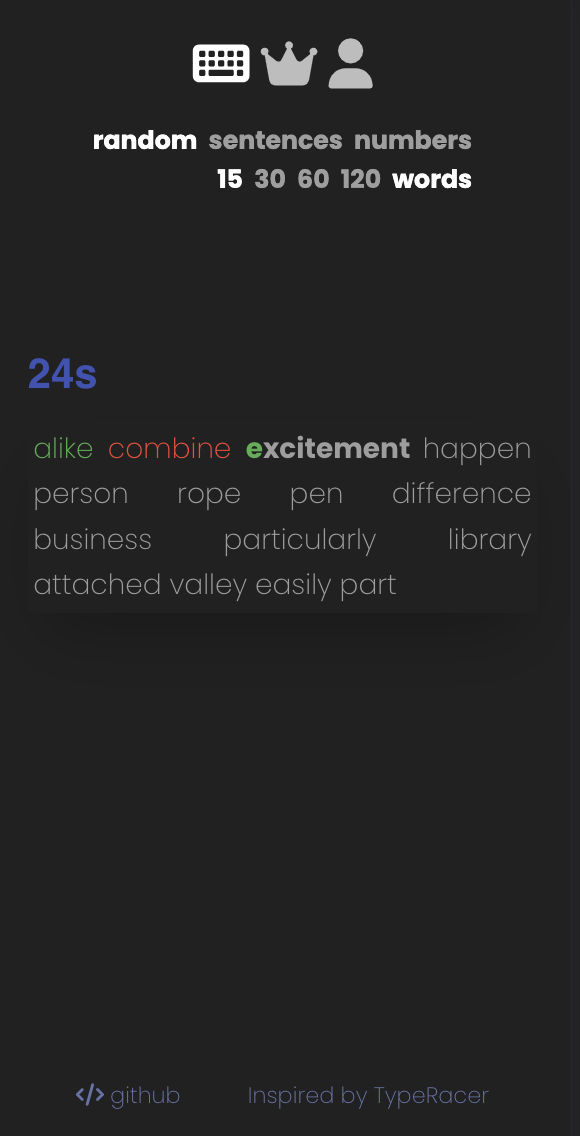 random sentences numbers
15 30 60 120 words
24s
alike combine excitement happen
person rope pen difference
business particularly library
attached valley easily part
</> github Inspired by TypeRacer